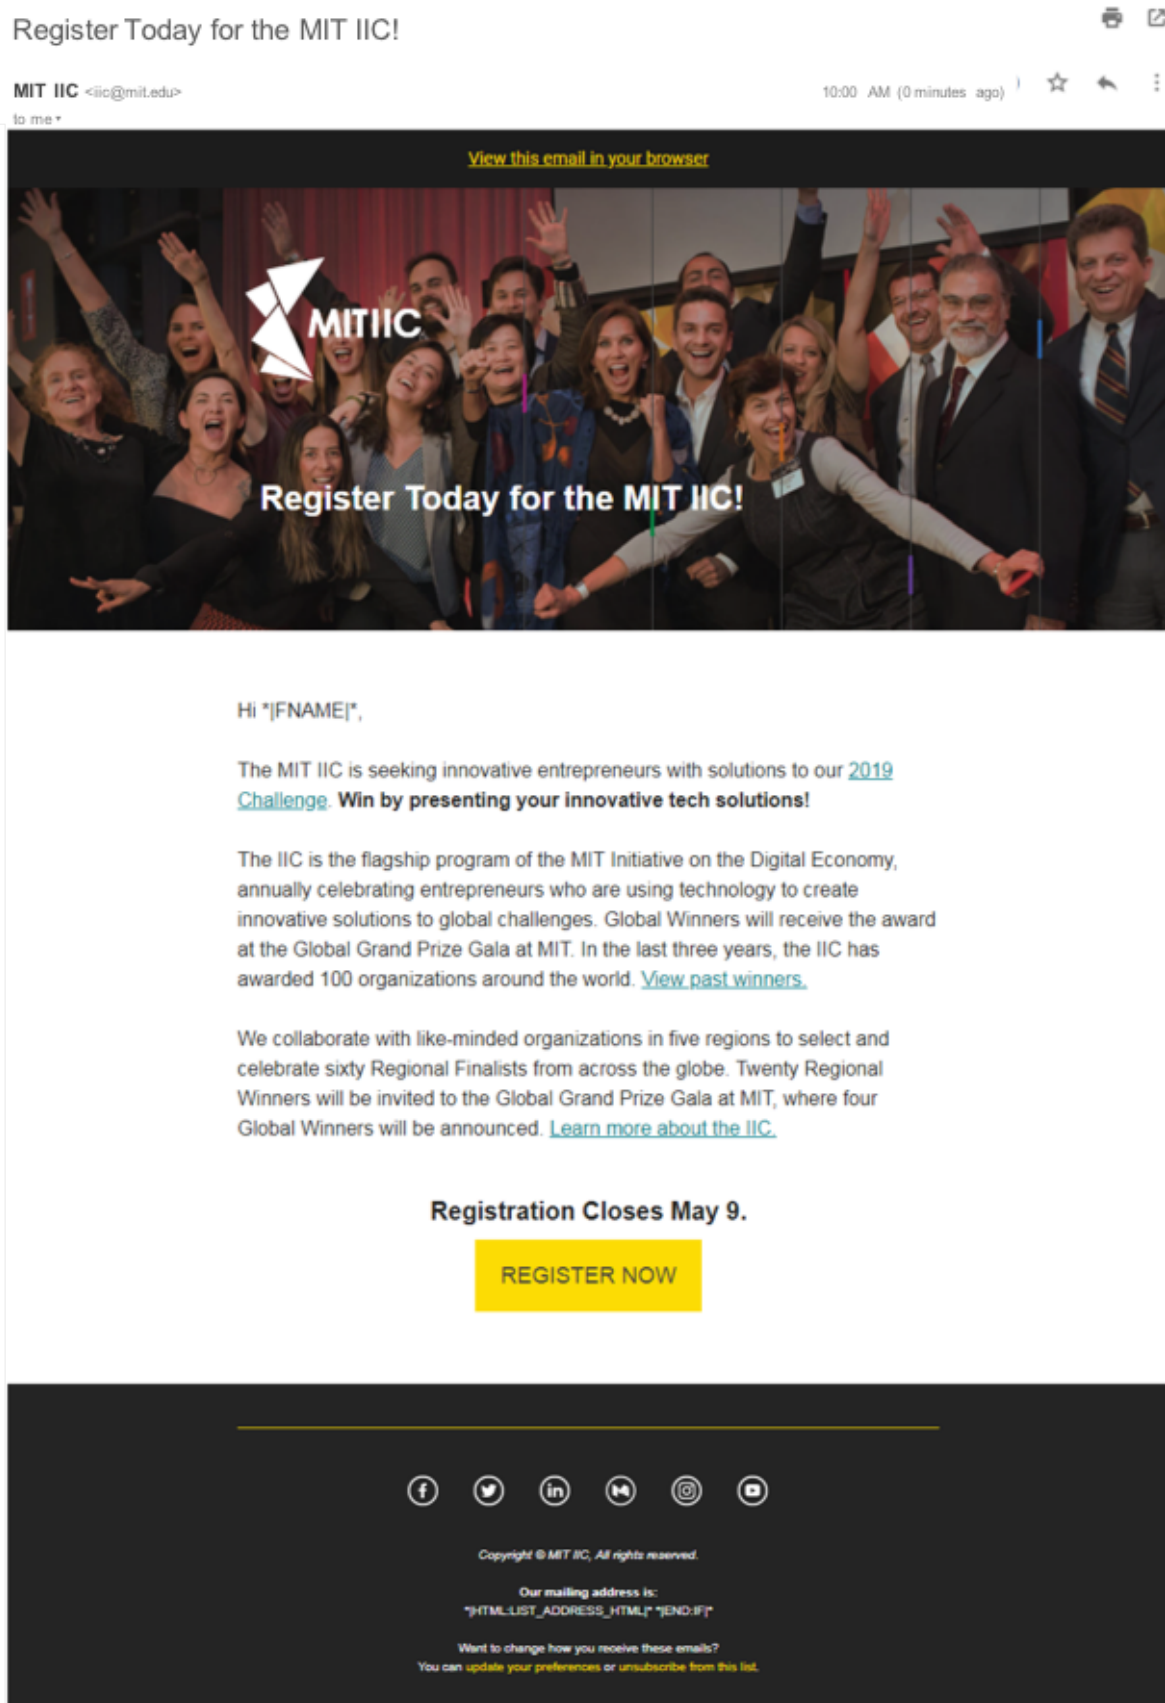 Register Today for the MIT IIC!
MIT IIC <iic@mit.edu>
10:00 AM (0 minutes ago)
to me
View this email in your browser
MITIIC
Register Today for the MIT IIC!
Hi *|FNAME|*,
The MIT IIC is seeking innovative entrepreneurs with solutions to our 2019
Challenge. Win by presenting your innovative tech solutions!
The IIC is the flagship program of the MIT Initiative on the Digital Economy,
annually celebrating entrepreneurs who are using technology to create
innovative solutions to global challenges. Global Winners will receive the award
at the Global Grand Prize Gala at MIT. In the last three years, the IIC has
awarded 100 organizations around the world. View past winners.
We collaborate with like-minded organizations in five regions to select and
celebrate sixty Regional Finalists from across the globe. Twenty Regional
Winners will be invited to the Global Grand Prize Gala at MIT, where four
Global Winners will be announced. Learn more about the IIC.
Registration Closes May 9.
REGISTER NOW
Copyright © MIT IIC, All rights reserved.
Our mailing address is:
*|HTML:LIST_ADDRESS_HTML|* *|END:IF|*
Want to change how you receive these emails?
You can update your preferences or unsubscribe from this list.